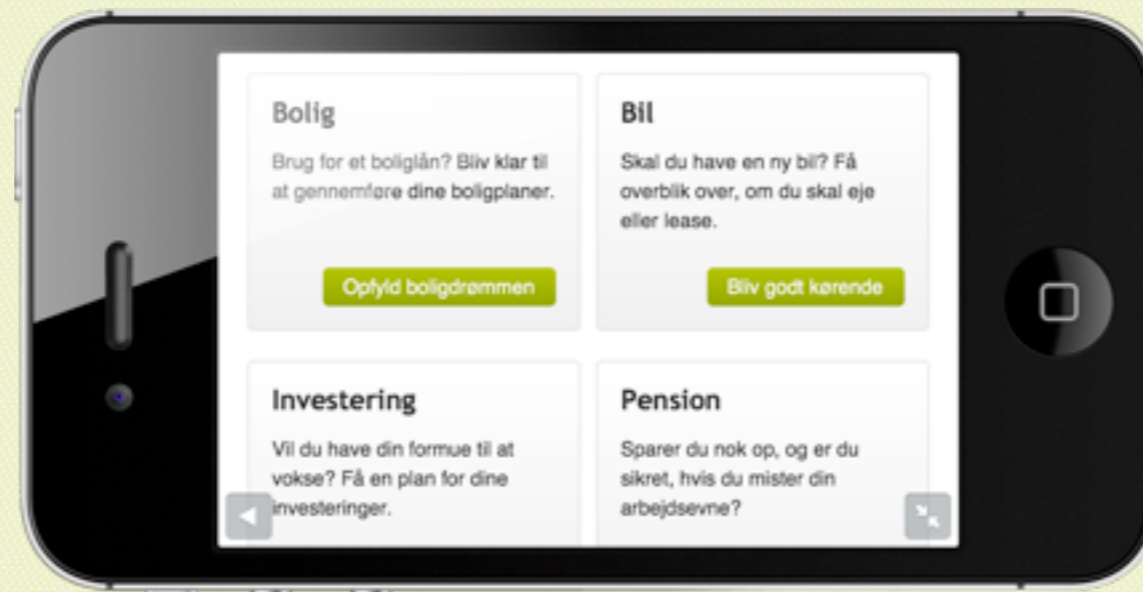 Bolig
Brug for et boliglån? Bliv klar til
at gennemføre dine boligplaner.
Opfyld boligdrømmen
Bil
Skal du have en ny bil? Få
overblik over, om du skal eje
eller lease.
Bliv godt kørende
Investering
Vil du have din formue til at
vokse? Få en plan for dine
investeringer.
Pension
Sparer du nok op, og er du
sikret, hvis du mister din
arbejdsevne?